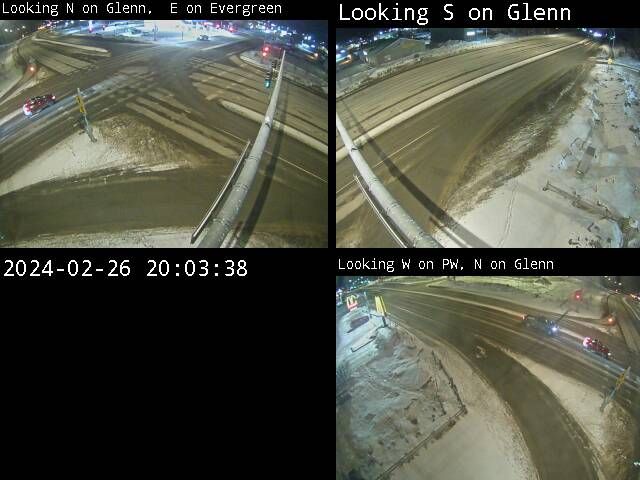 Looking N on Glenn,  E on Evergreen
Looking S on Glenn
2024-02-26 20:03:38
Looking W on PW, N on Glenn